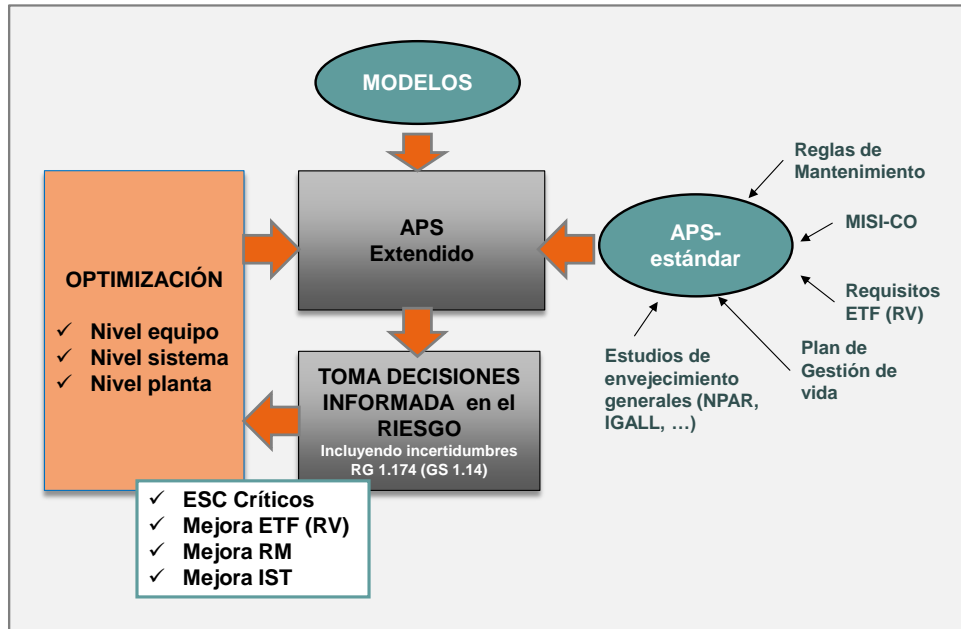 MODELOS
APS
Extendido
APS-
estándar
Reglas de
Mantenimiento
MISI-CO
Requisitos
ETF (RV)
Plan de
Gestión de
vida
Estudios de
envejecimiento
generales (NPAR,
IGALL, …)
OPTIMIZACIÓN
✓ Nivel equipo
✓ Nivel sistema
✓ Nivel planta
TOMA DECISIONES
INFORMADA en el
RIESGO
Incluyendo incertidumbres
RG 1.174 (GS 1.14)
✓ ESC Críticos
✓ Mejora ETF (RV)
✓ Mejora RM
✓ Mejora IST